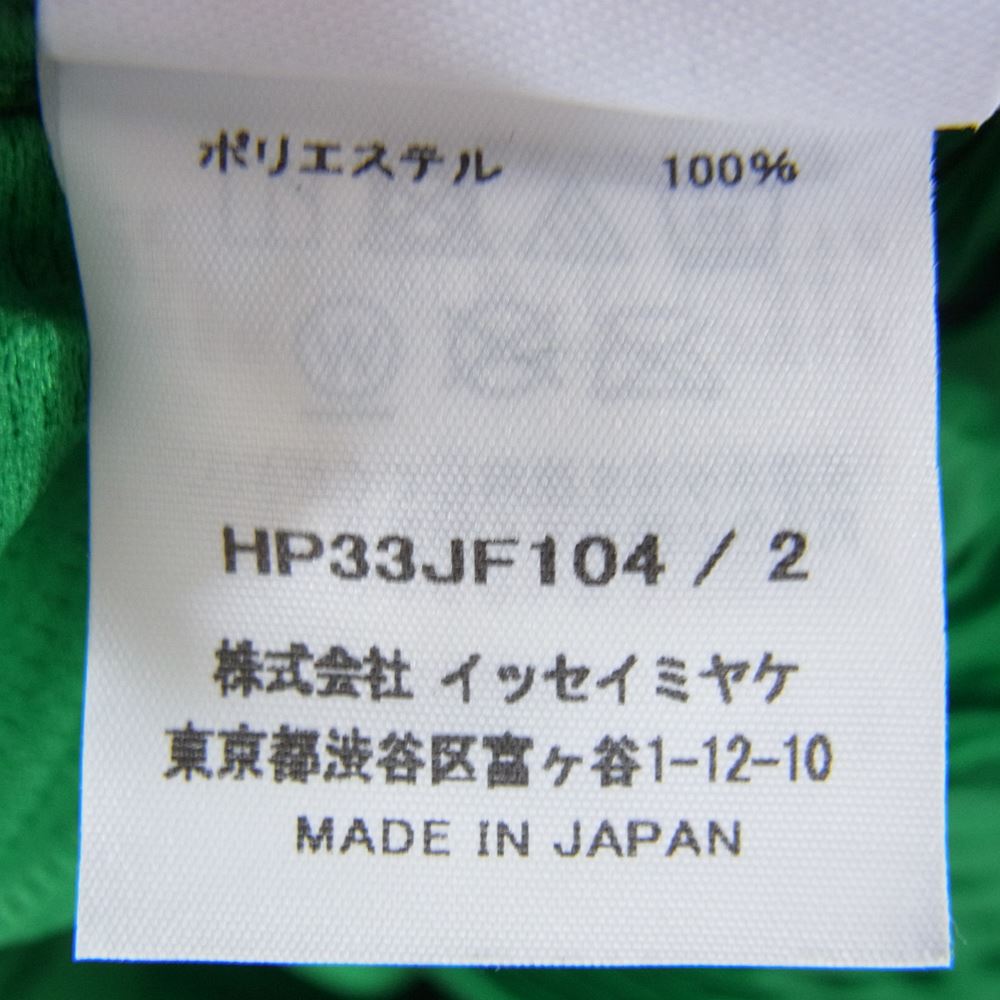 ポリエステル 100%
HP33JF104 / 2
株式会社 イッセイミヤケ
東京都渋谷区富ヶ谷1-12-10
MADE IN JAPAN